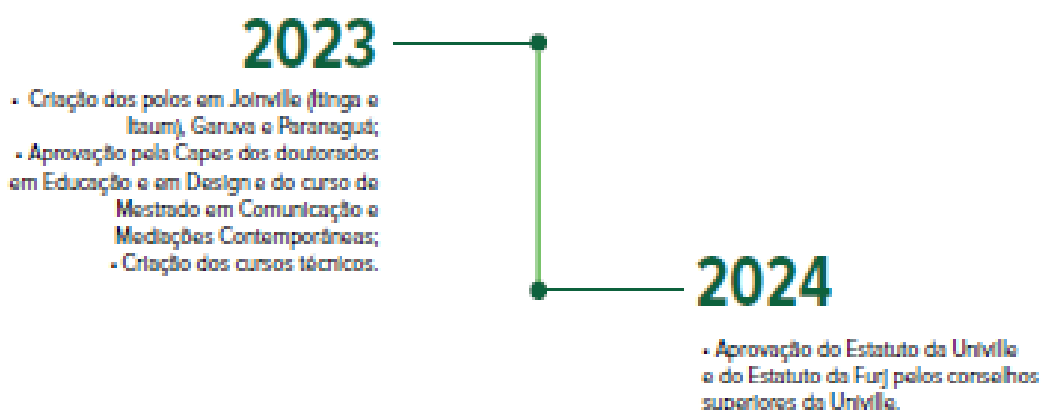 2023
• Criação dos polos em Joinville (Itinga e
Itaum), Garuva e Paranaguá;
• Aprovação pela Capes dos doutorados
em Educação e em Design e do curso de
Mestrado em Comunicação e
Mediações Contemporâneas;
• Criação dos cursos técnicos.
2024
• Aprovação do Estatuto da Univille
e do Estatuto da Furj pelos conselhos
superiores da Univille.